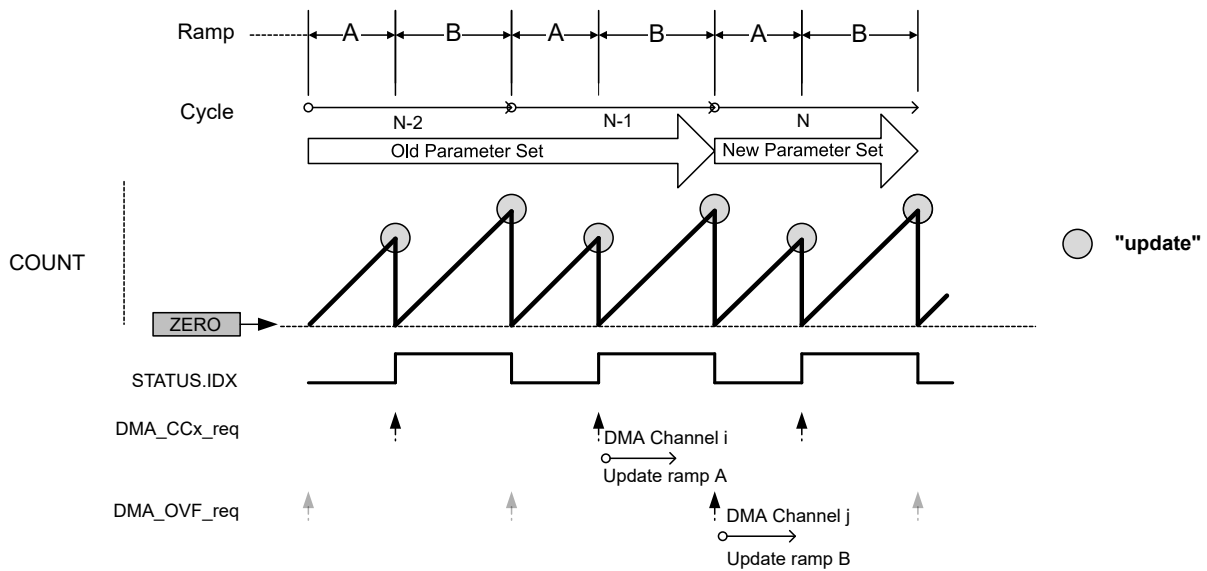 Ramp A B A B A B
Cycle
N-2 N-1 N
Old Parameter Set New Parameter Set
"update"
COUNT
ZERO
STATUS.IDX
DMA_CCx_req
DMA Channel i
Update ramp A
DMA_OVF_req
DMA Channel j
Update ramp B